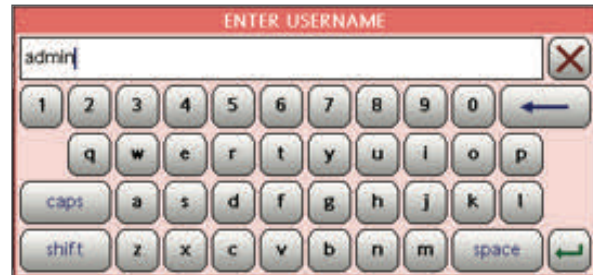 ENTER USERNAME
admin
1 2 3 4 5 6 7 8 9 0
q w e r t y u i o p
caps a s d f g h j k l
shift z x c v b n m space